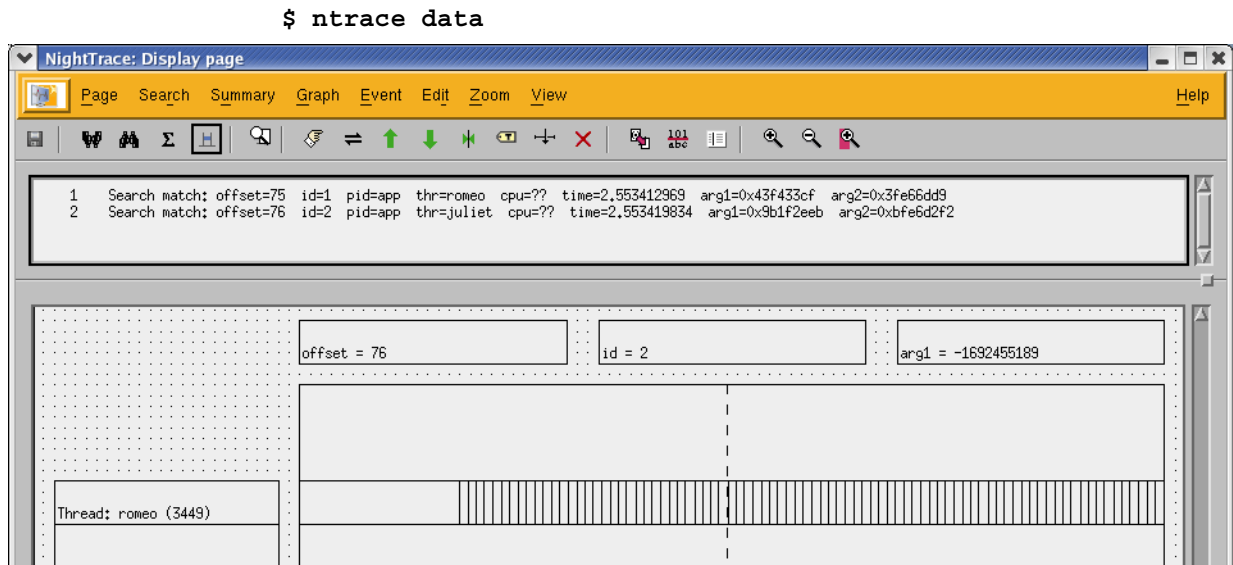 $ ntrace data
NightTrace: Display page
Page Search Summary Graph Event Edit Zoom View Help
Σ H T 101 abc
1 Search match: offset=75 id=1 pid=app thr=romeo cpu=?? time=2.553412969 arg1=0x43f433cf arg2=0x3fe66dd9
2 Search match: offset=76 id=2 pid=app thr=juliet cpu=?? time=2.553419834 arg1=0x9b1f2eeb arg2=0xbfe6d2f2
offset = 76 id = 2 arg1 = -1692455189
Thread: romeo (3449)